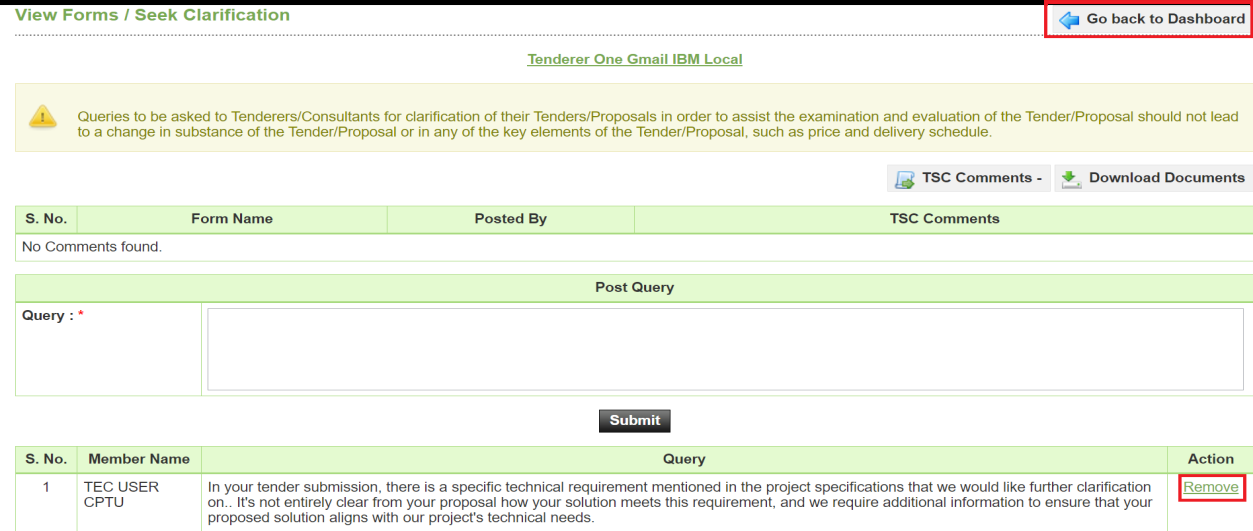 View Forms / Seek Clarification
Go back to Dashboard
Tenderer One Gmail IBM Local
Queries to be asked to Tenderers/Consultants for clarification of their Tenders/Proposals in order to assist the examination and evaluation of the Tender/Proposal should not lead
to a change in substance of the Tender/Proposal or in any of the key elements of the Tender/Proposal, such as price and delivery schedule.
TSC Comments - Download Documents
S. No. Form Name Posted By TSC Comments
No Comments found.
Post Query
Query : *
Submit
S. No. Member Name Query Action
1 TEC USER CPTU In your tender submission, there is a specific technical requirement mentioned in the project specifications that we would like further clarification
on.. It's not entirely clear from your proposal how your solution meets this requirement, and we require additional information to ensure that your
proposed solution aligns with our project's technical needs.
Remove